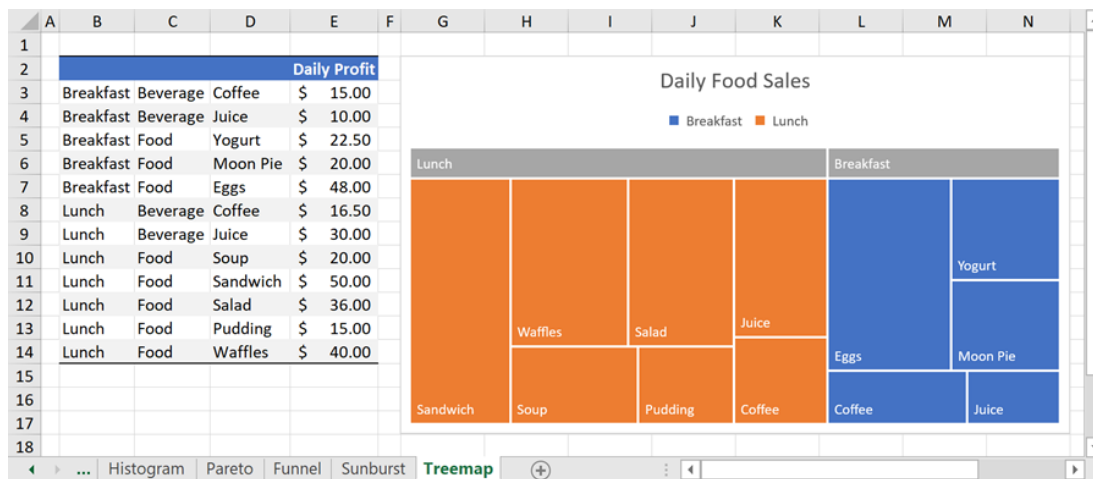 A B C D E F G H I J K L M N
1
2 Daily Profit
3 Breakfast Beverage Coffee $ 15.00
4 Breakfast Beverage Juice $ 10.00
5 Breakfast Food Yogurt $ 22.50
6 Breakfast Food Moon Pie $ 20.00
7 Breakfast Food Eggs $ 48.00
8 Lunch Beverage Coffee $ 16.50
9 Lunch Beverage Juice $ 30.00
10 Lunch Food Soup $ 20.00
11 Lunch Food Sandwich $ 50.00
12 Lunch Food Salad $ 36.00
13 Lunch Food Pudding $ 15.00
14 Lunch Food Waffles $ 40.00
15
16
17
18
Daily Food Sales
Breakfast Lunch
Lunch Breakfast
Yogurt
Waffles Salad Juice
Eggs Moon Pie
Sandwich Soup Pudding Coffee Coffee Juice
... Histogram Pareto Funnel Sunburst Treemap